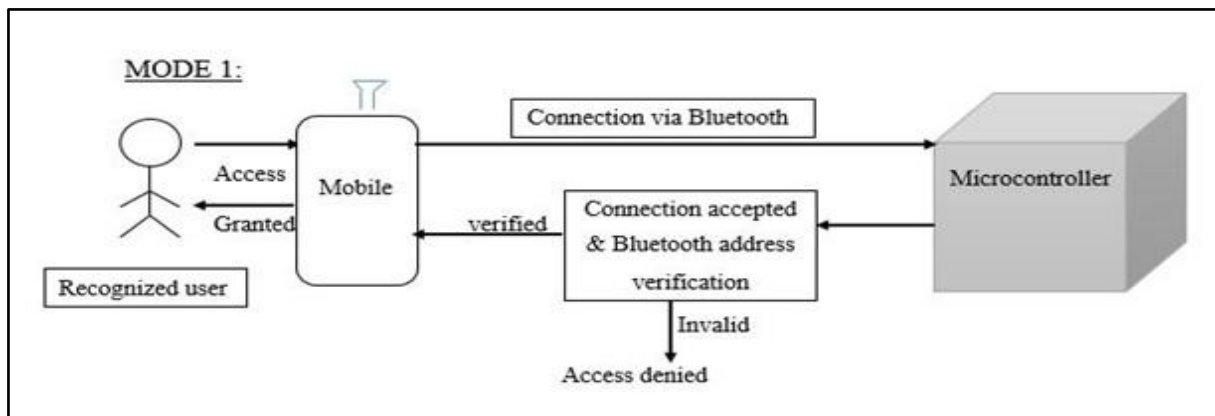 MODE 1:
Connection via Bluetooth
Access
Mobile
Microcontroller
Granted
verified
Connection accepted
& Bluetooth address
verification
Recognized user
Invalid
Access denied